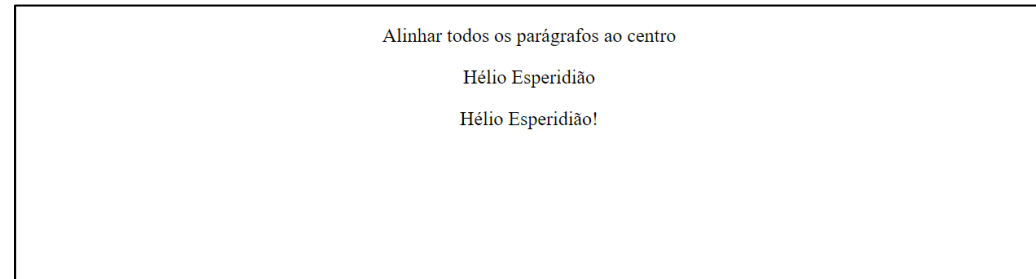 Alinhar todos os parágrafos ao centro
Hélio Esperidião
Hélio Esperidião!